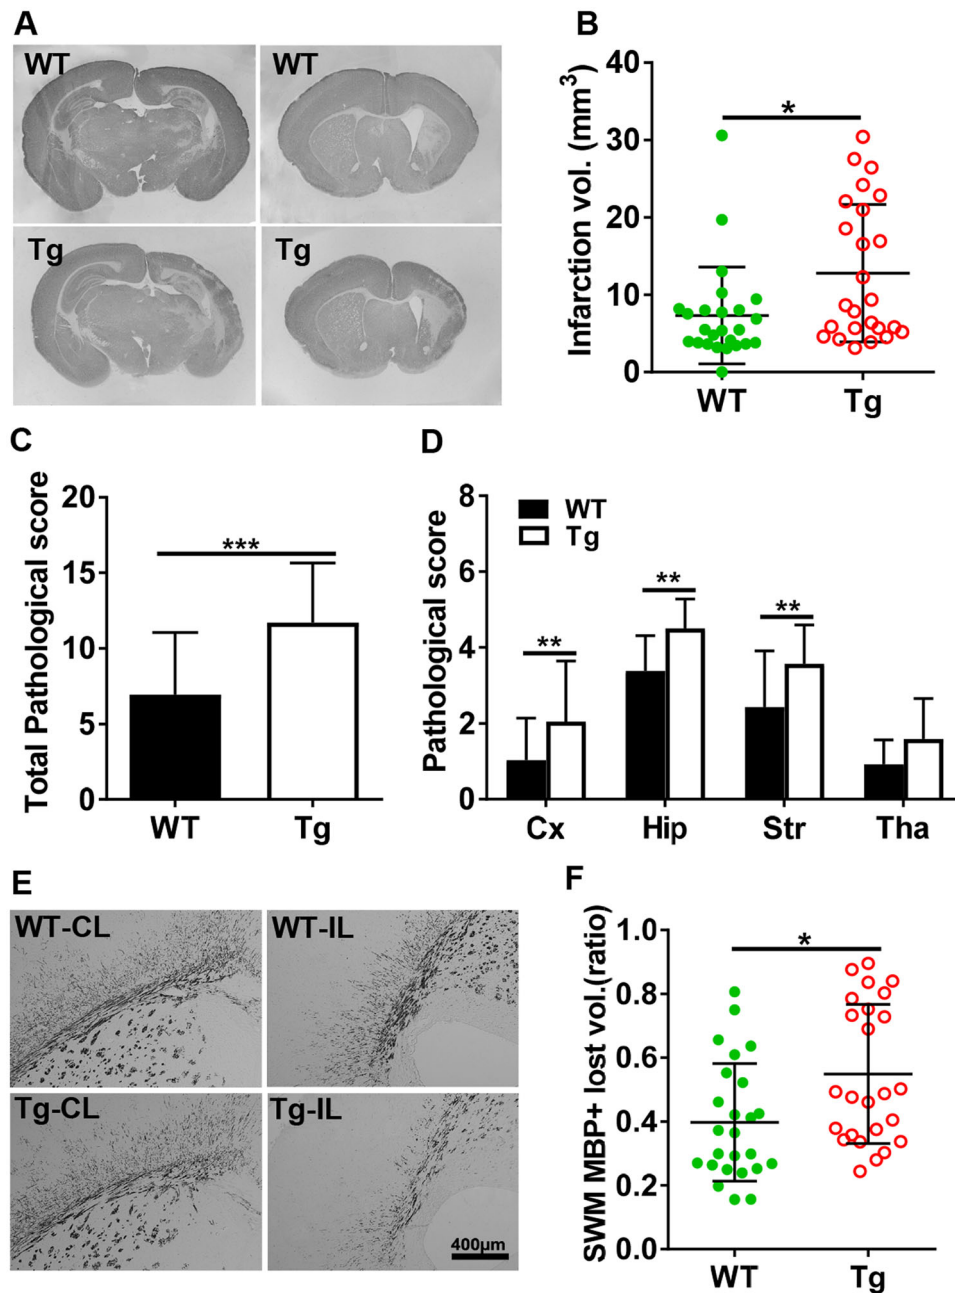 A
WT
WT
Tg
Tg
B
Infarction vol. (mm³)
40
30
20
10
0
*
WT
Tg
C
Total Pathological score
20
15
10
5
0
***
WT
Tg
D
Pathological score
8
6
4
2
0
WT
Tg
**
**
**
Cx
Hip
Str
Tha
E
WT-CL
WT-IL
Tg-CL
Tg-IL
400μm
F
SWM MBP+ lost vol.(ratio)
1.0
0.8
0.6
0.4
0.2
0.0
*
WT
Tg